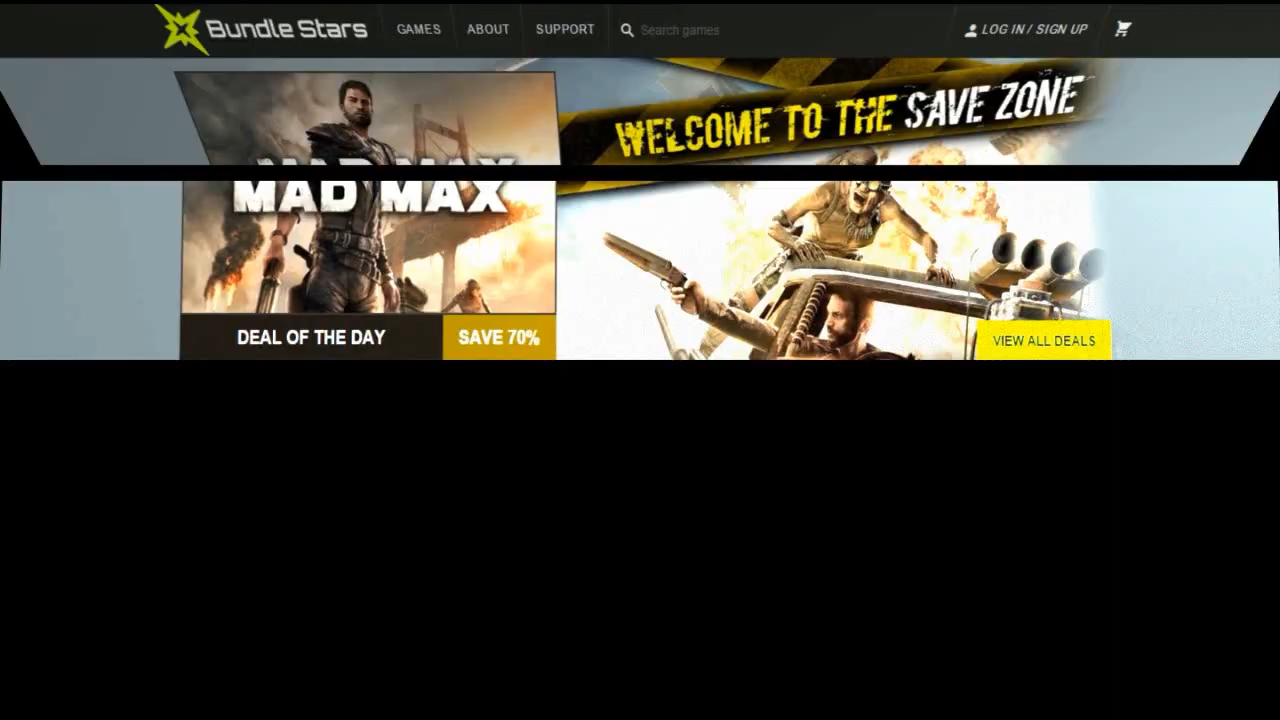 Bundle Stars
GAMES
ABOUT
SUPPORT
Search games
LOG IN / SIGN UP
WELCOME TO THE SAVE ZONE
MAD MAX
DEAL OF THE DAY
SAVE 70%
VIEW ALL DEALS